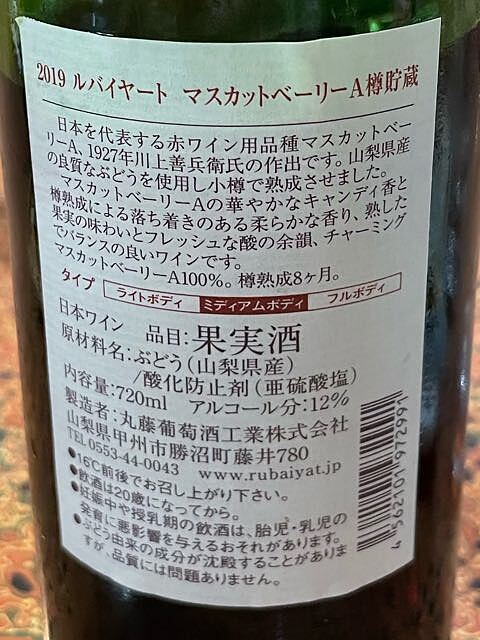 2019 ルバイヤート マスカットベーリーA樽貯蔵
日本を代表する赤ワイン用品種マスカットベー
リーA、1927年川上善兵衛氏の作出です。山梨県産
の良質なぶどうを使用し小樽で熟成させました。
マスカットベーリーAの華やかなキャンディ香と
樽熟成による落ち着きのある柔らかな香り、熟した
果実の味わいとフレッシュな酸の余韻、チャーミング
でバランスの良いワインです。
マスカットベーリーA100%。樽熟成8ヶ月。
タイプ ライトボディ ミディアムボディ フルボディ
日本ワイン 品目:果実酒
原材料名:ぶどう(山梨県産)
/酸化防止剤(亜硫酸塩)
内容量:720ml アルコール分:12%
製造者:丸藤葡萄酒工業株式会社
山梨県甲州市勝沼町藤井780
TEL 0553-44-0043 www.rubaiyat.jp
●16℃前後でお召し上がり下さい。
●飲酒は20歳になってから。
●妊娠中や授乳期の飲酒は、胎児・乳児の
発育に悪影響を与えるおそれがあります。
●ぶどう由来の成分が沈殿することがありま
すが、品質には問題ありません。